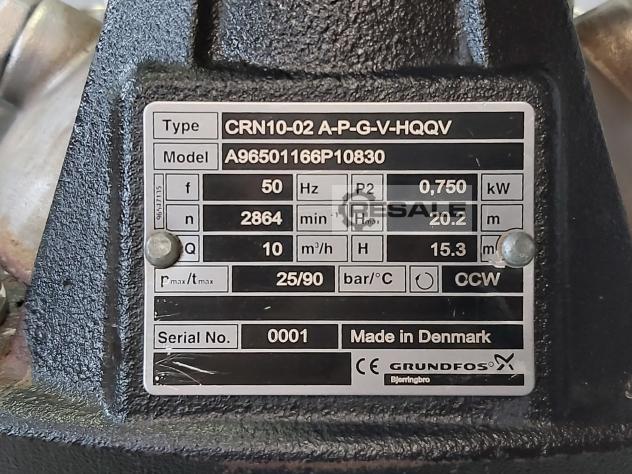 Type CRN10-02 A-P-G-V-HQQV
Model A96501166P10830
f 50 Hz P2 0,750 kW
n 2864 min⁻¹ Hmax 20.2 m
Q 10 m³/h H 15.3 m
pmax/tmax 25/90 bar/°C CCW
Serial No. 0001 Made in Denmark
CE GRUNDFOS
Bjerringbro
RESALE